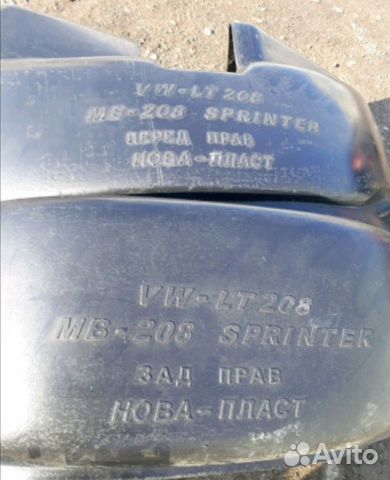 VW-LT 208
MB-208 SPRINTER
ПЕРЕД ПРАВ
НОВА-ПЛАСТ
VW-LT 208
MB-208 SPRINTER
ЗАД ПРАВ
НОВА-ПЛАСТ
Avito